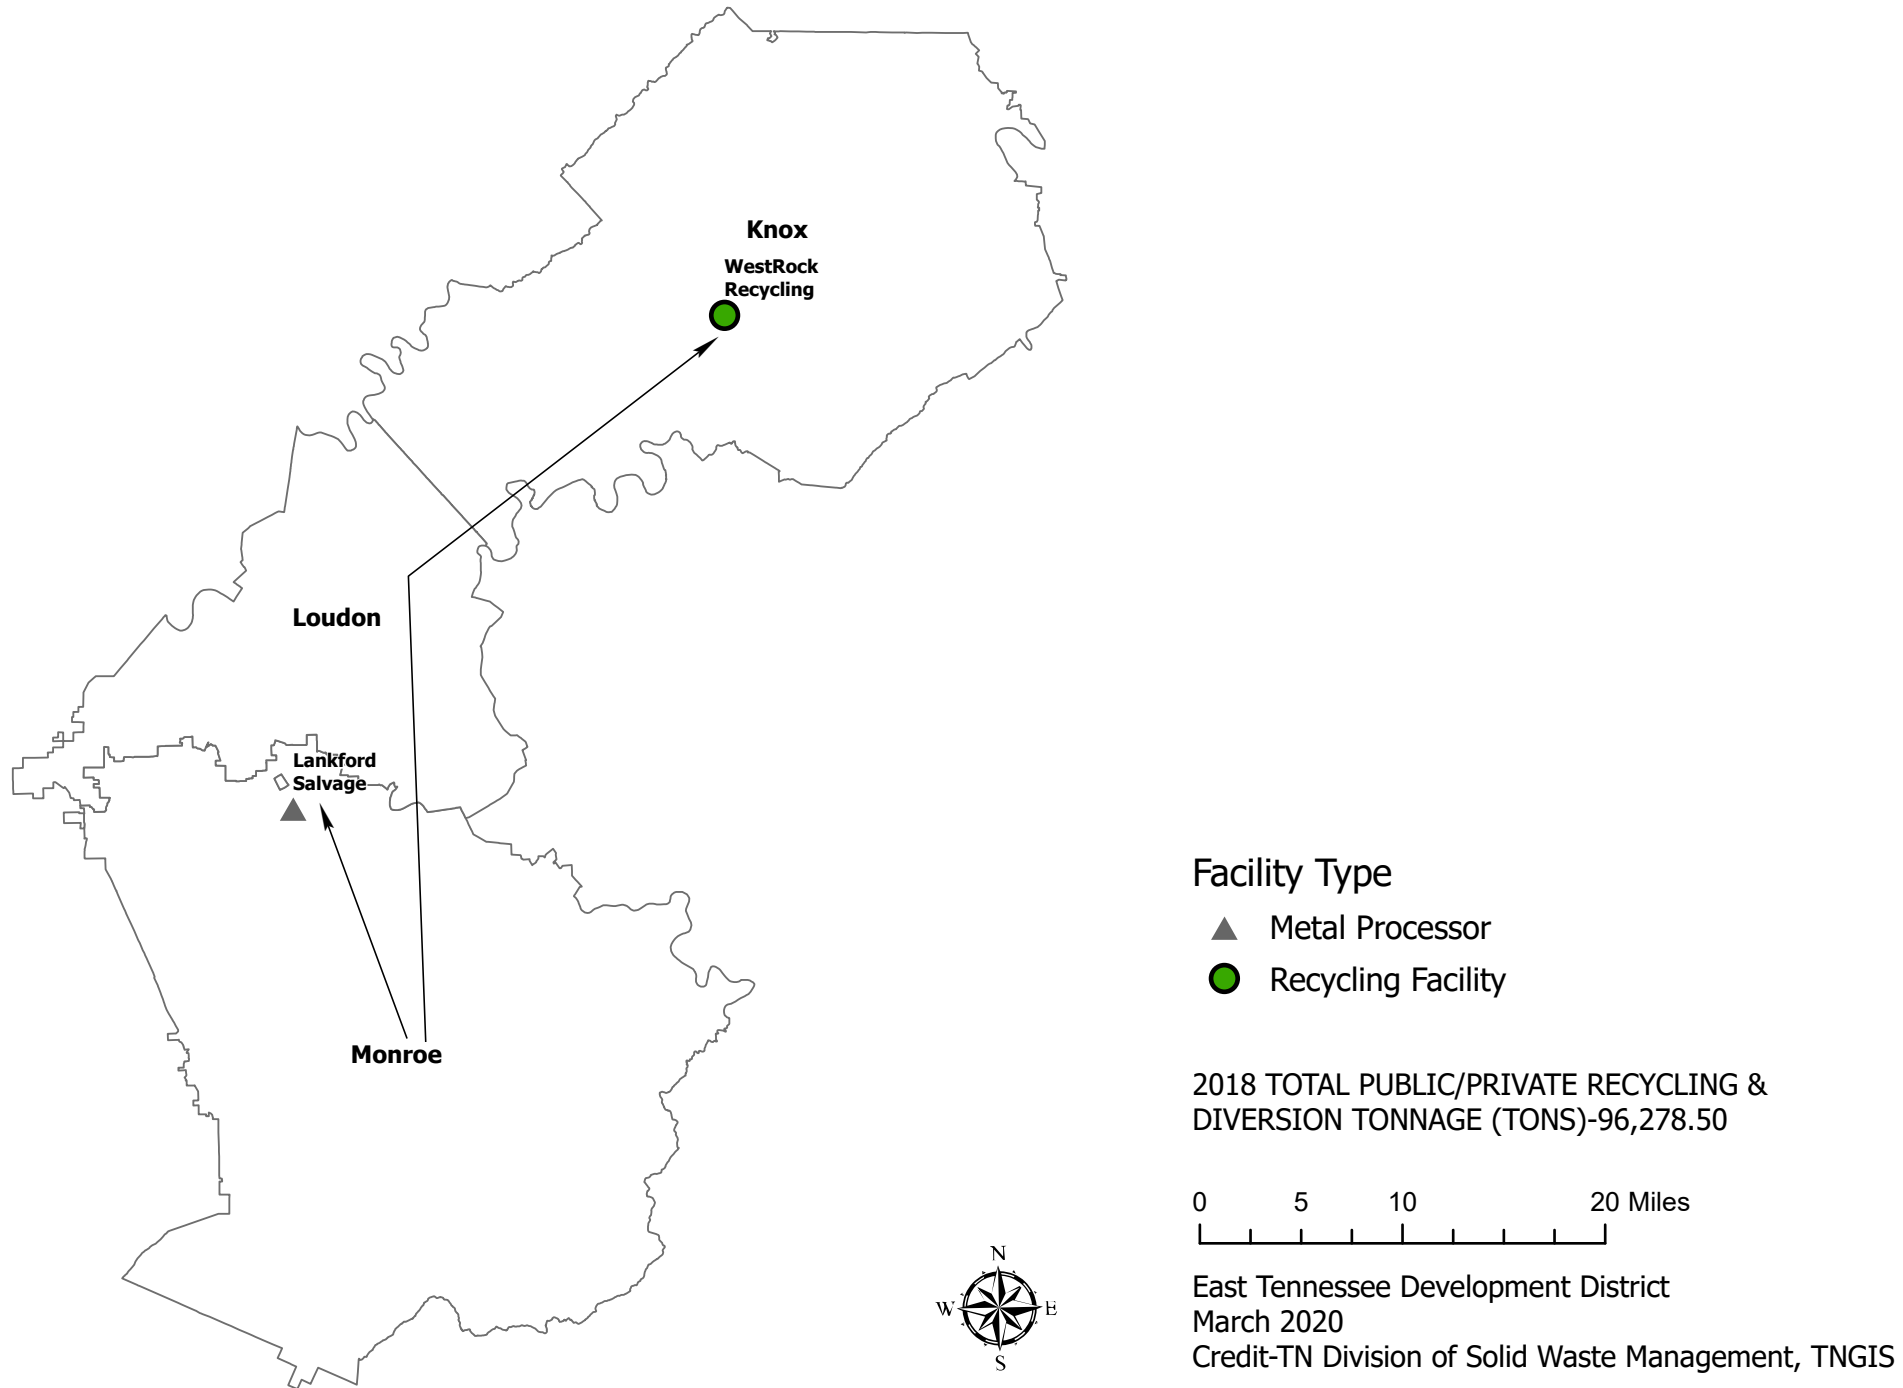 Knox
WestRock
Recycling
Loudon
Lankford
Salvage
Monroe
Facility Type
Metal Processor
Recycling Facility
2018 TOTAL PUBLIC/PRIVATE RECYCLING &
DIVERSION TONNAGE (TONS)-96,278.50
0 5 10 20 Miles
N
W E
S
East Tennessee Development District
March 2020
Credit-TN Division of Solid Waste Management, TNGIS